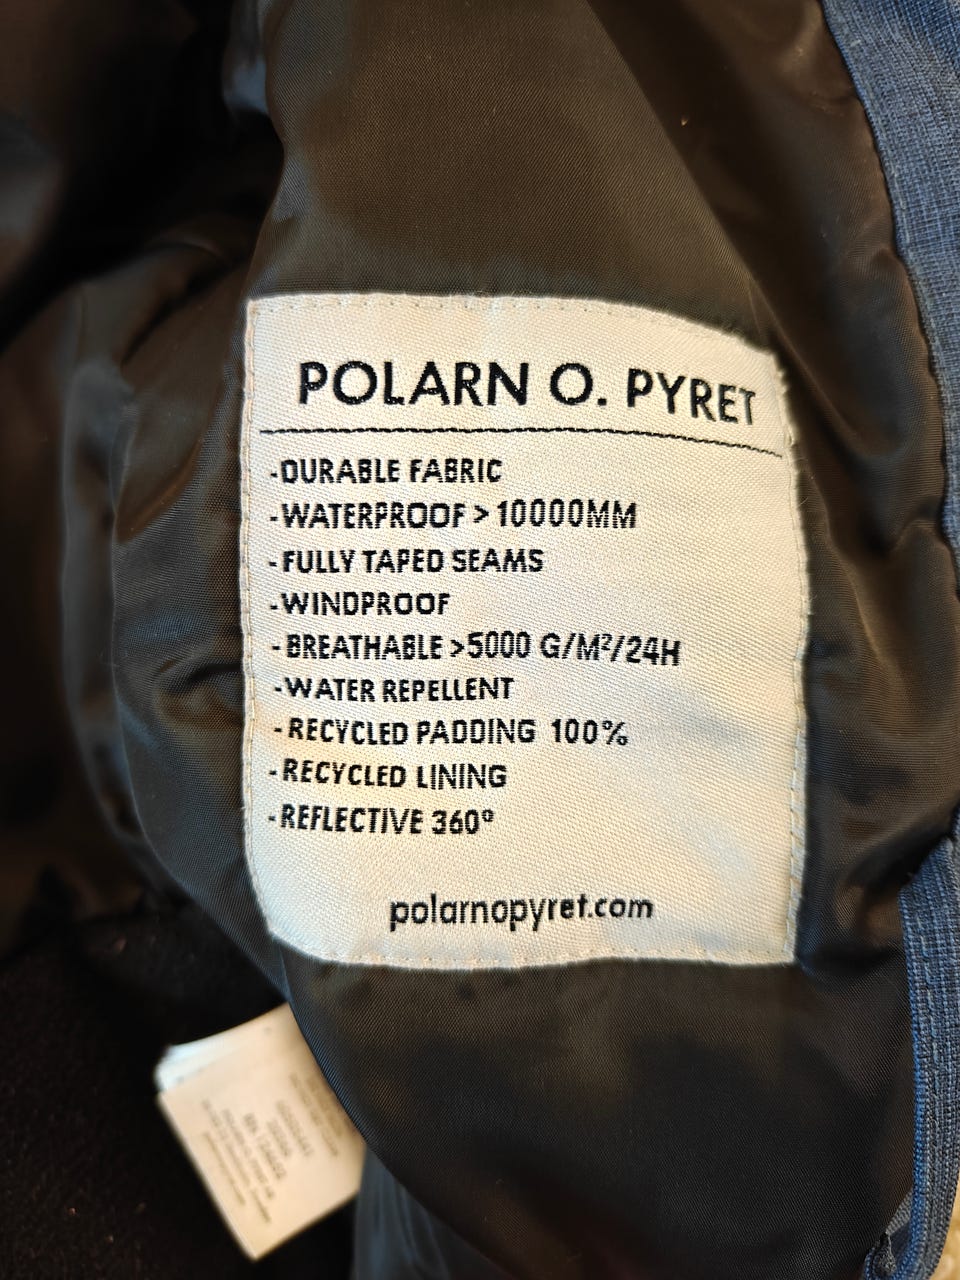 POLARN O. PYRET
-DURABLE FABRIC
-WATERPROOF > 10000MM
-FULLY TAPED SEAMS
-WINDPROOF
-BREATHABLE >5000 G/M²/24H
-WATER REPELLENT
-RECYCLED PADDING 100%
-RECYCLED LINING
-REFLECTIVE 360°
polarnopyret.com